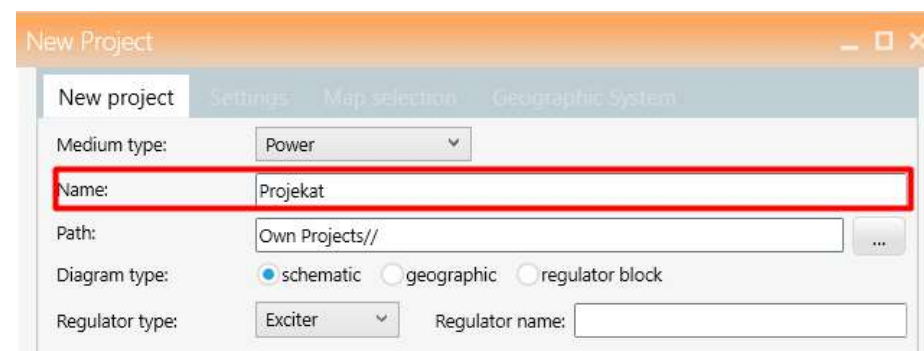 New Project
New project Settings Map selection Geographic System
Medium type: Power
Name: Projekat
Path: Own Projects// ...
Diagram type: schematic geographic regulator block
Regulator type: Exciter Regulator name: